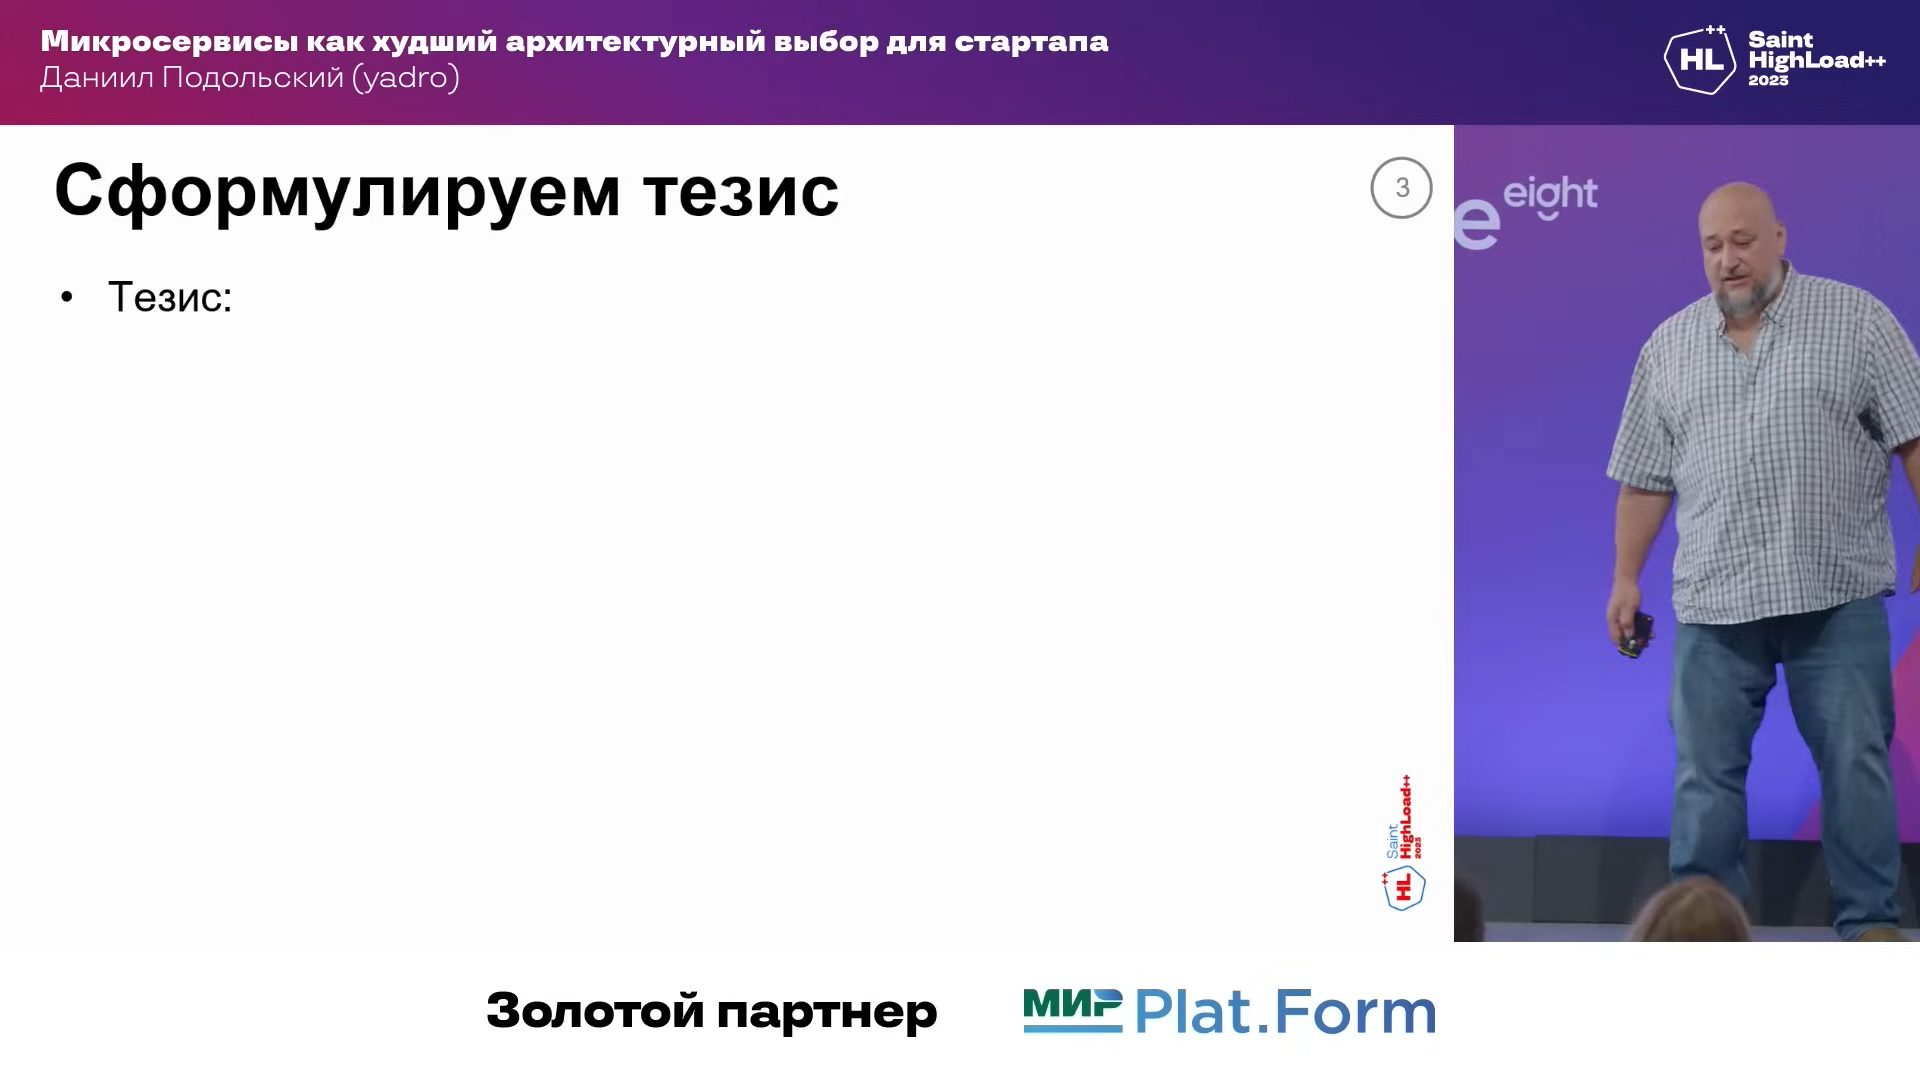 Микросервисы как худший архитектурный выбор для стартапа
Даниил Подольский (yadro)
HL++
Saint
HighLoad++
2023
Сформулируем тезис
3
• Тезис:
e eight
Saint
HighLoad++
2023
HL++
Золотой партнер
МИР Plat.Form